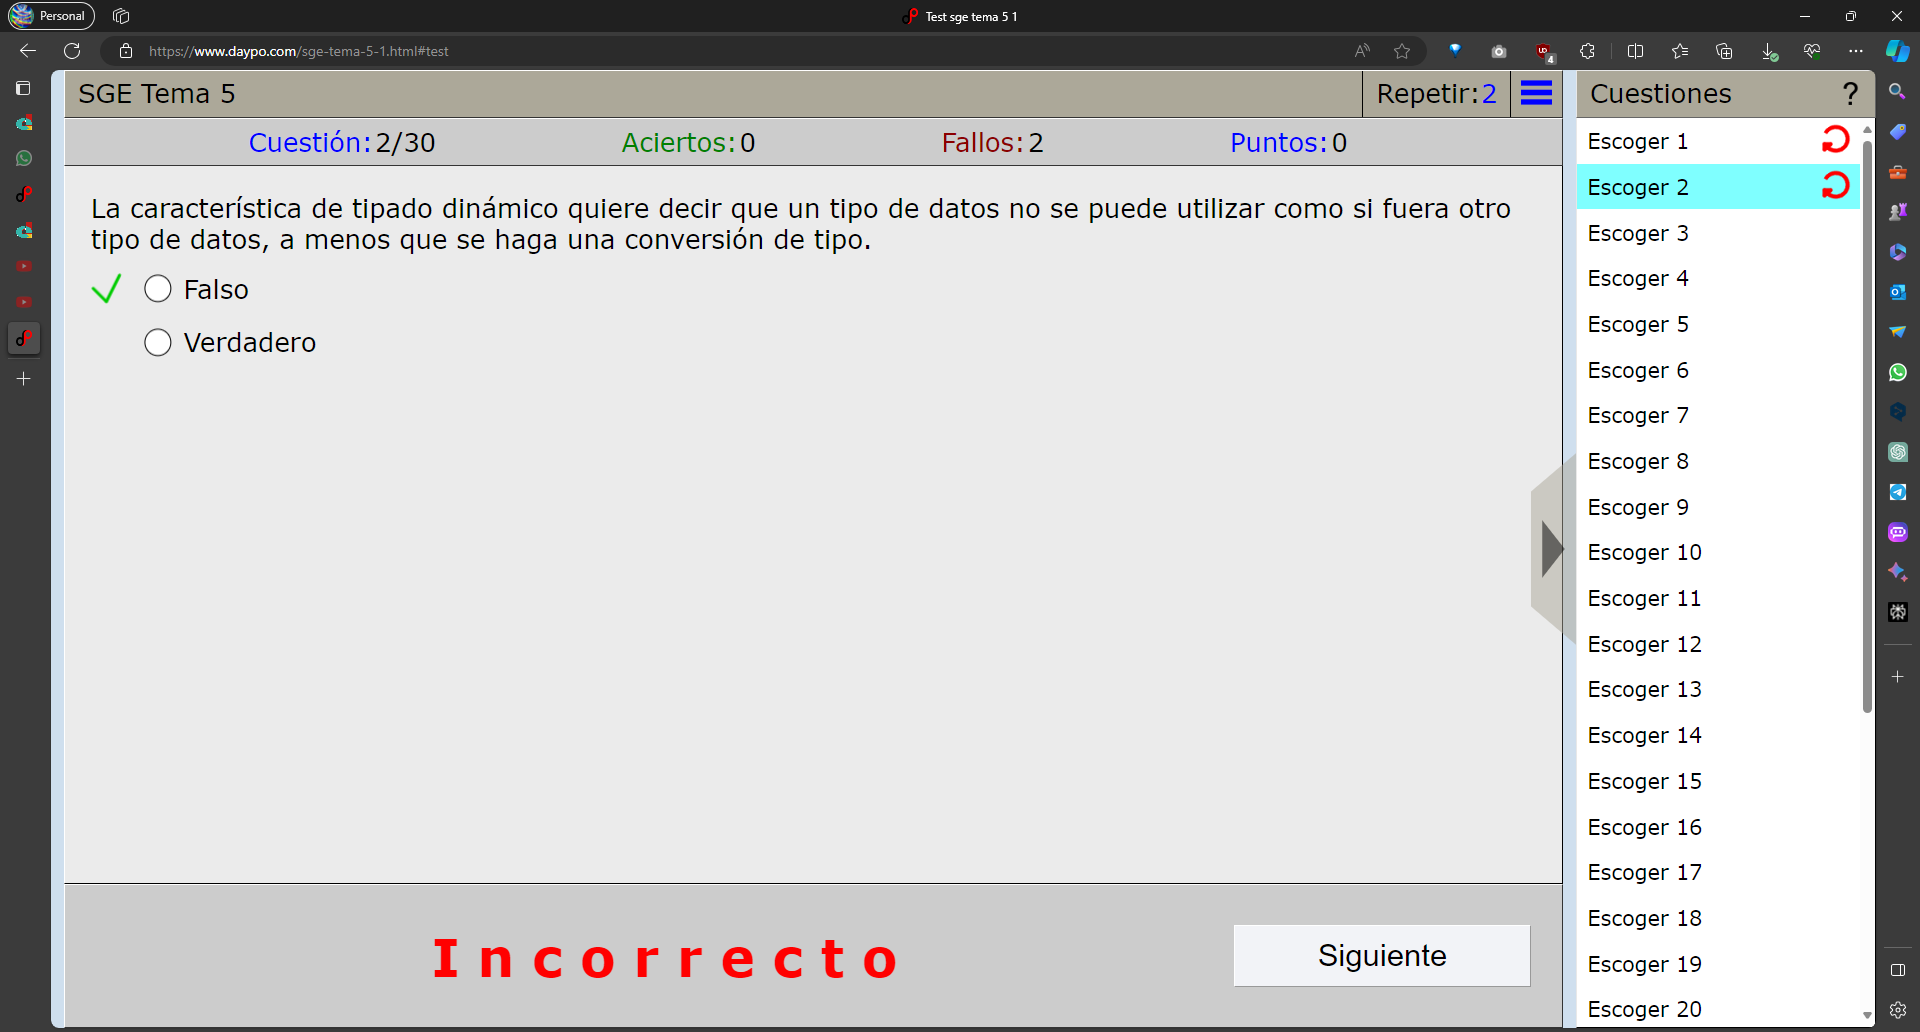 Personal
Test sge tema 5 1
https://www.daypo.com/sge-tema-5-1.html#test
4
SGE Tema 5
Repetir:2
Cuestiones
?
Cuestión:2/30
Aciertos:0
Fallos:2
Puntos:0
La característica de tipado dinámico quiere decir que un tipo de datos no se puede utilizar como si fuera otro
tipo de datos, a menos que se haga una conversión de tipo.
Falso
Verdadero
Incorrecto
Siguiente
Escoger 1
Escoger 2
Escoger 3
Escoger 4
Escoger 5
Escoger 6
Escoger 7
Escoger 8
Escoger 9
Escoger 10
Escoger 11
Escoger 12
Escoger 13
Escoger 14
Escoger 15
Escoger 16
Escoger 17
Escoger 18
Escoger 19
Escoger 20